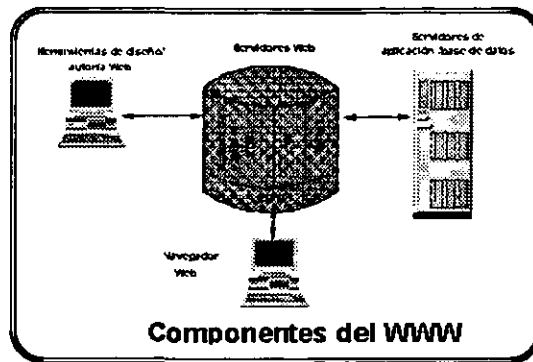 Herramientas de diseño/
autoría Web
Servidores Web
Servidores de
aplicación /base de datos
Navegador
Web
Componentes del WWW